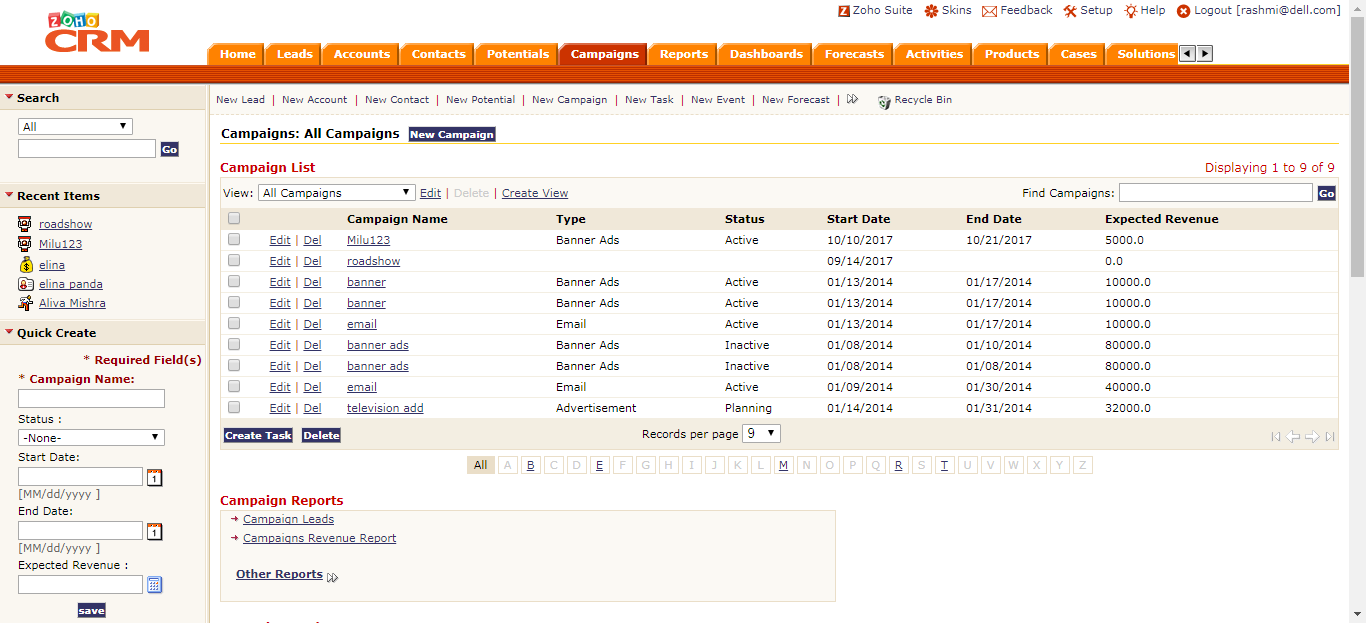 Zoho Suite Skins Feedback Setup Help Logout [rashmi@dell.com]
ZOHO
CRM
Home Leads Accounts Contacts Potentials Campaigns Reports Dashboards Forecasts Activities Products Cases Solutions
Search
All
Go
Recent Items
roadshow
Milu123
elina
elina panda
Aliva Mishra
Quick Create
* Required Field(s)
* Campaign Name:
Status :
-None-
Start Date:
1
[MM/dd/yyyy ]
End Date:
1
[MM/dd/yyyy ]
Expected Revenue :
save
New Lead | New Account | New Contact | New Potential | New Campaign | New Task | New Event | New Forecast | Recycle Bin
Campaigns: All Campaigns New Campaign
Campaign List Displaying 1 to 9 of 9
View: All Campaigns Edit | Delete | Create View Find Campaigns: Go
Campaign Name Type Status Start Date End Date Expected Revenue
Edit | Del Milu123 Banner Ads Active 10/10/2017 10/21/2017 5000.0
Edit | Del roadshow 09/14/2017 0.0
Edit | Del banner Banner Ads Active 01/13/2014 01/17/2014 10000.0
Edit | Del banner Banner Ads Active 01/13/2014 01/17/2014 10000.0
Edit | Del email Email Active 01/13/2014 01/17/2014 10000.0
Edit | Del banner ads Banner Ads Inactive 01/08/2014 01/10/2014 80000.0
Edit | Del banner ads Banner Ads Inactive 01/08/2014 01/08/2014 80000.0
Edit | Del email Email Active 01/09/2014 01/30/2014 40000.0
Edit | Del television add Advertisement Planning 01/14/2014 01/31/2014 32000.0
Create Task Delete Records per page 9
All A B C D E F G H I J K L M N O P Q R S T U V W X Y Z
Campaign Reports
Campaign Leads
Campaigns Revenue Report
Other Reports